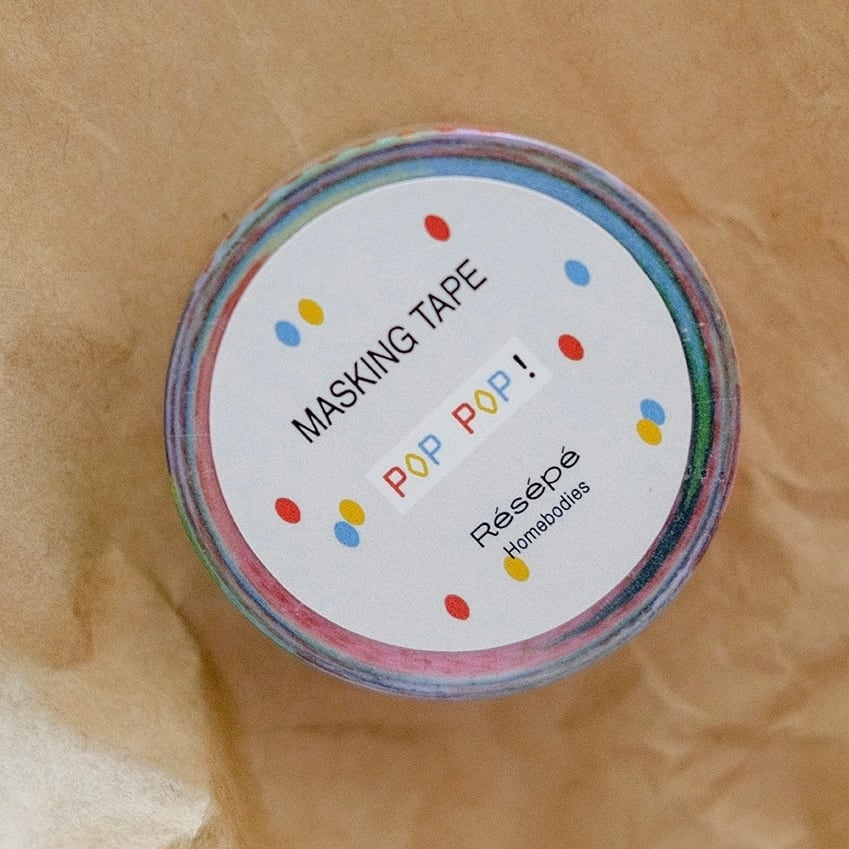 MASKING TAPE
POP POP!
Résépé
Homebodies